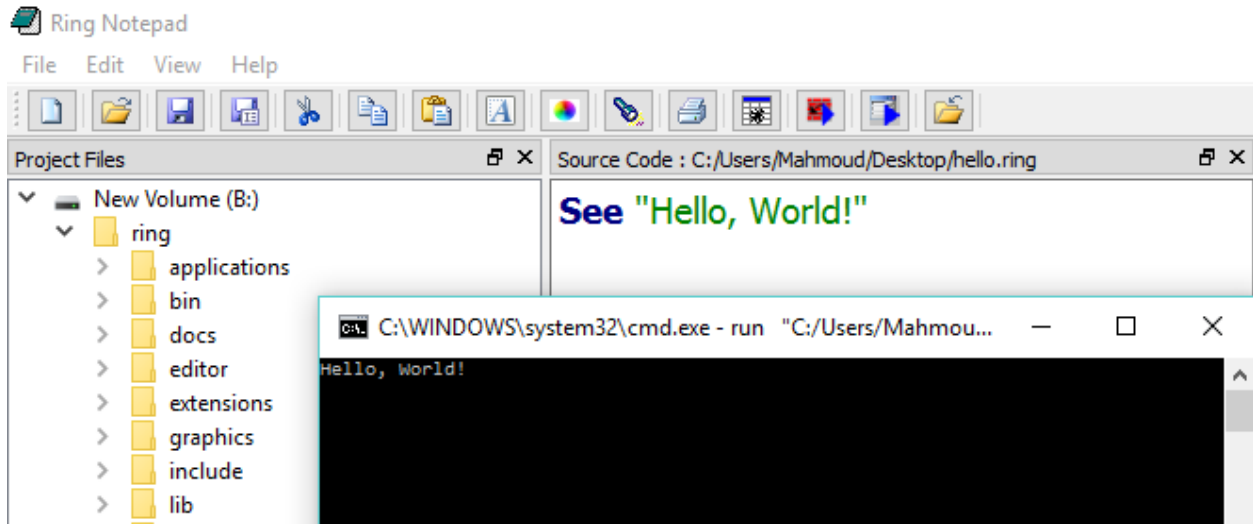 Ring Notepad
File Edit View Help
Project Files
Source Code : C:/Users/Mahmoud/Desktop/hello.ring
New Volume (B:)
See "Hello, World!"
ring
applications
bin
docs
editor
extensions
graphics
include
lib
C:\WINDOWS\system32\cmd.exe - run "C:/Users/Mahmou...
Hello, World!